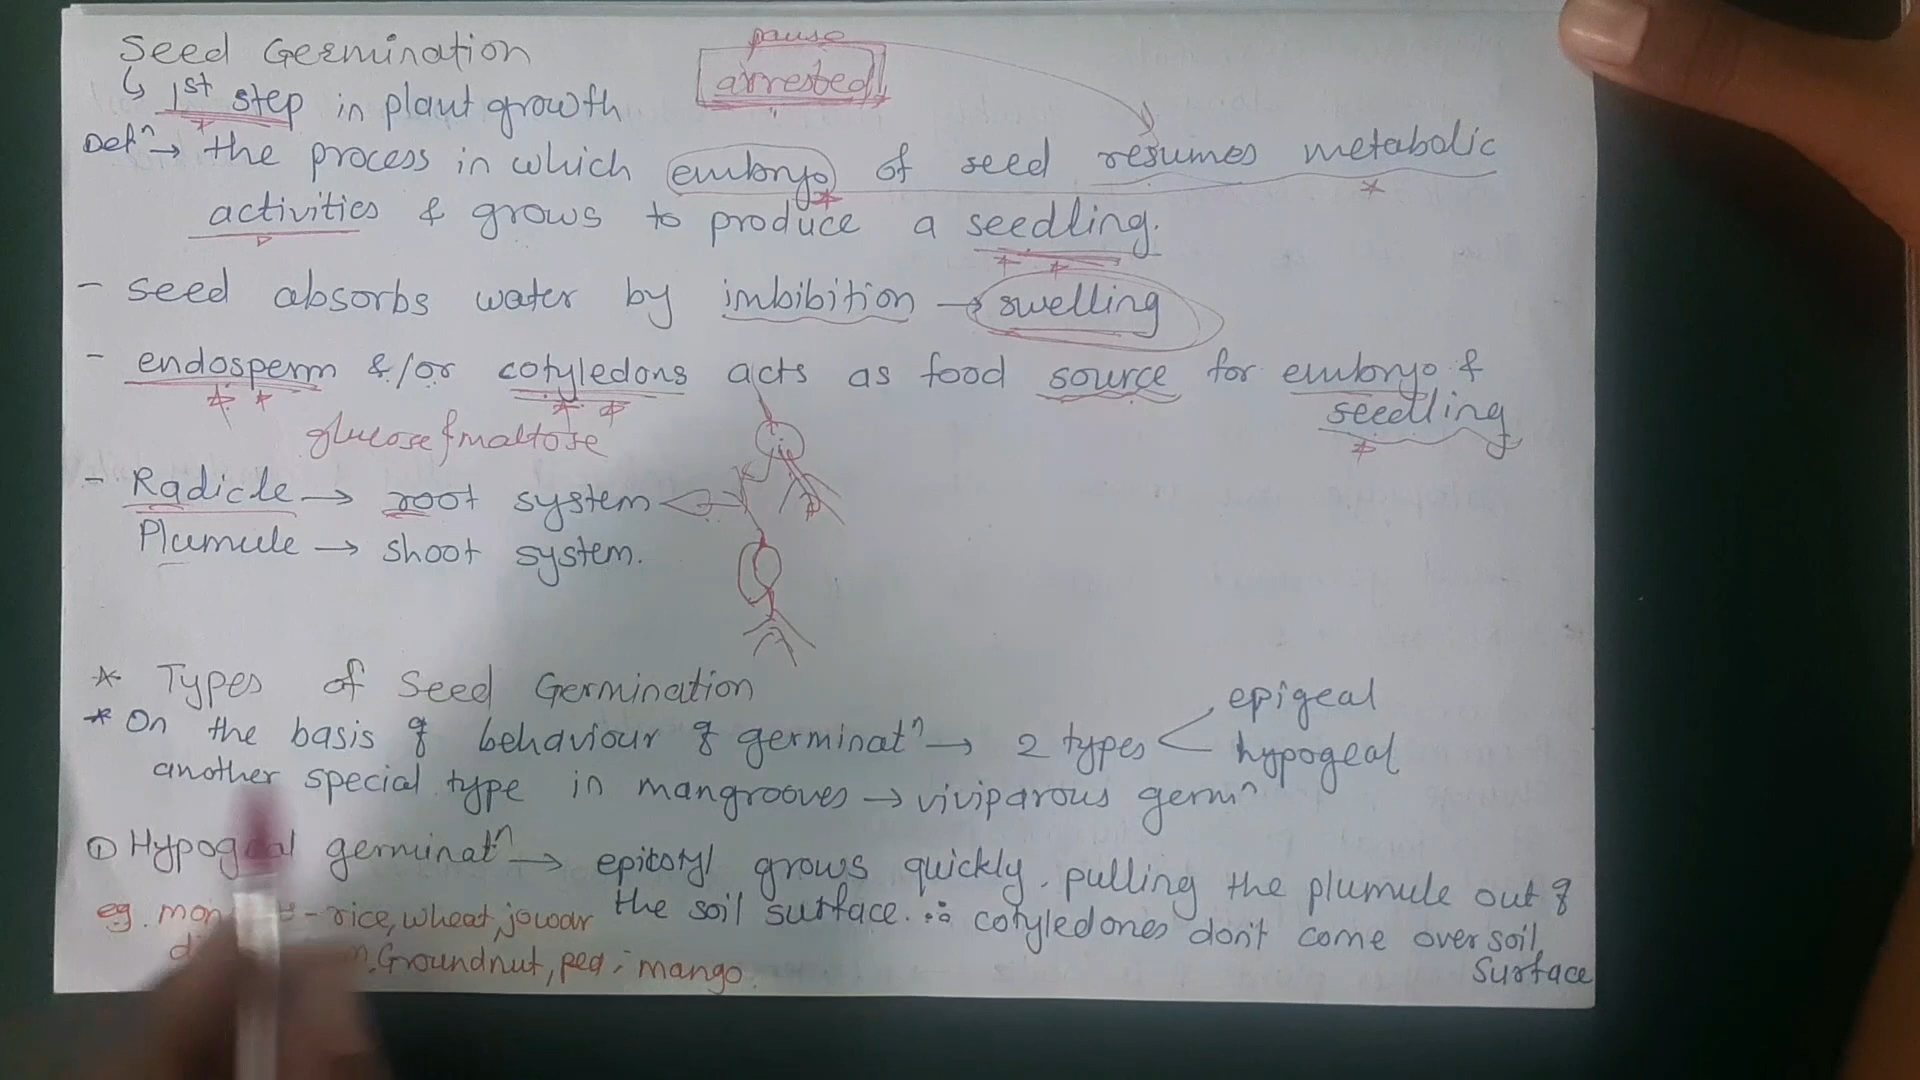 Seed Germination
pause
arrested
↳ 1st step in plant growth
Defⁿ → the process in which embryo of seed resumes metabolic
activities & grows to produce a seedling.
- seed absorbs water by imbibition → swelling
- endosperm &/or cotyledons acts as food source for embryo &
seedling
glucose & maltose
- Radicle → root system
Plumule → shoot system.
* Types of Seed Germination
* On the basis of behaviour of germinatⁿ → 2 types < epigeal
hypogeal
another special type in mangrooves → viviparous germⁿ
① Hypogeal germinatⁿ → epicotyl grows quickly. pulling the plumule out of
the soil surface. ∴ cotyledones don't come over soil
surface
eg. - rice, wheat, jowar
Groundnut, pea, mango.